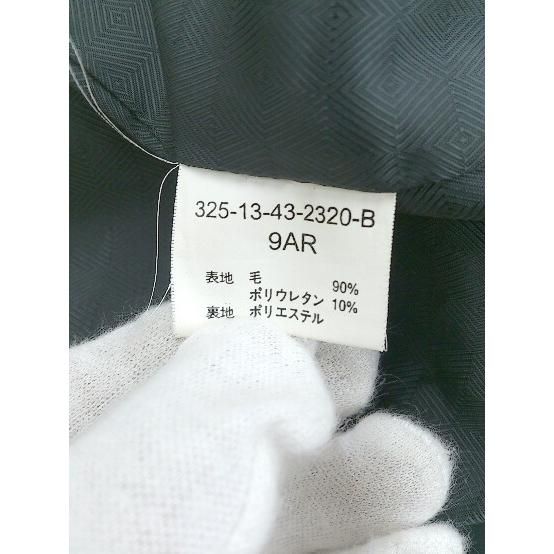 325-13-43-2320-B
9AR
表地 毛 90%
ポリウレタン 10%
裏地 ポリエステル